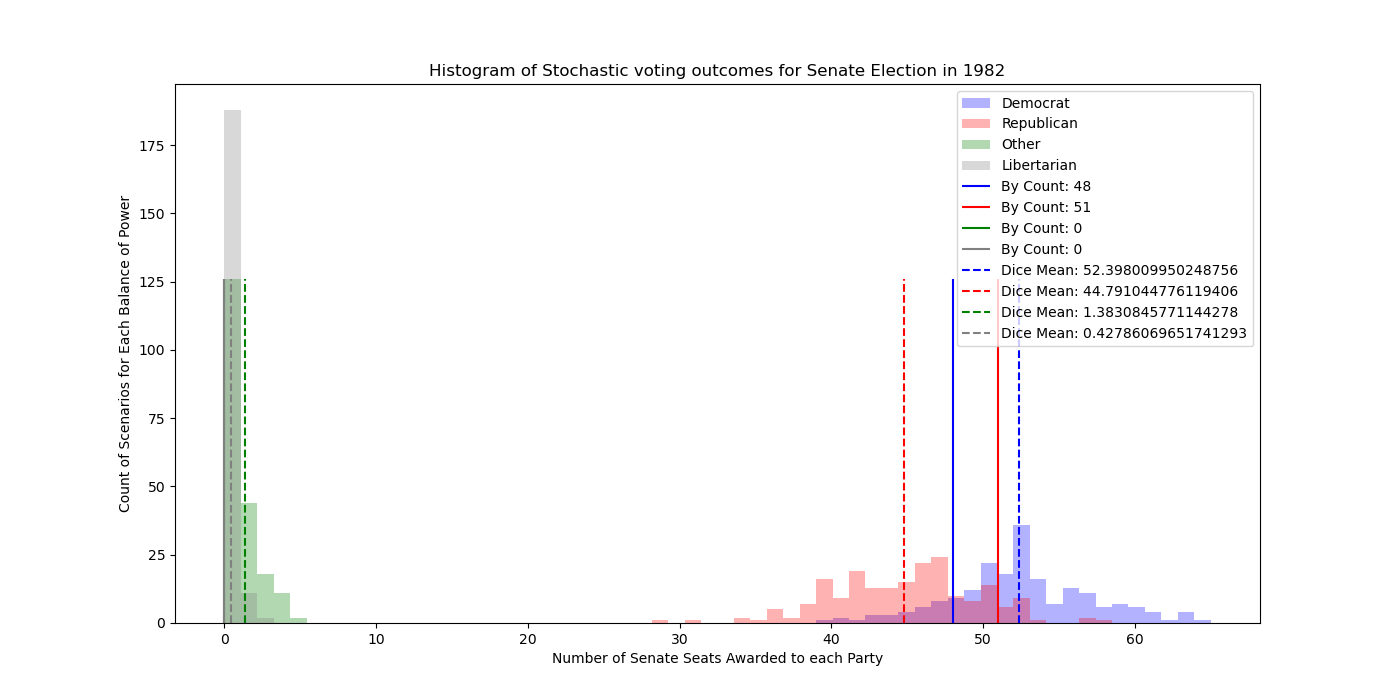 Histogram of Stochastic voting outcomes for Senate Election in 1982
Count of Scenarios for Each Balance of Power
175
150
125
100
75
50
25
0
0
10
20
30
40
50
60
Number of Senate Seats Awarded to each Party
Democrat
Republican
Other
Libertarian
By Count: 48
By Count: 51
By Count: 0
By Count: 0
Dice Mean: 52.398009950248756
Dice Mean: 44.791044776119406
Dice Mean: 1.3830845771144278
Dice Mean: 0.42786069651741293